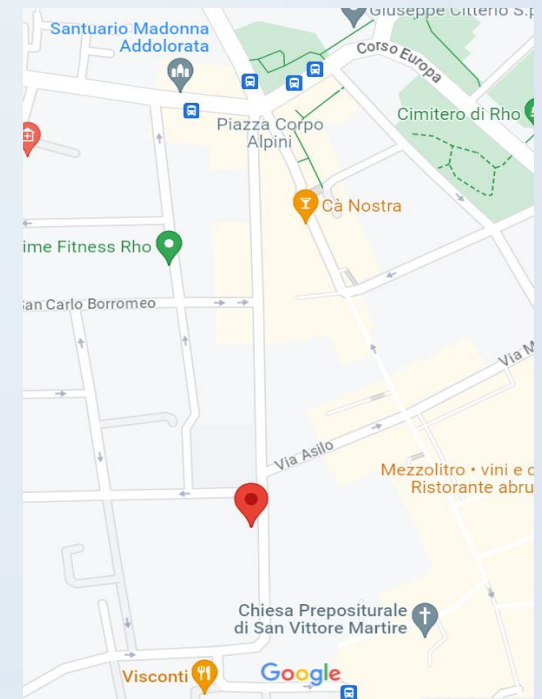 Giuseppe Citterio S.p
Santuario Madonna
Addolorata
Corso Europa
Piazza Corpo
Alpini
Cimitero di Rho
Cà Nostra
ime Fitness Rho
an Carlo Borromeo
Via M
Via Asilo
Mezzolitro • vini e c
Ristorante abru
Chiesa Prepositurale
di San Vittore Martire
Visconti
Google